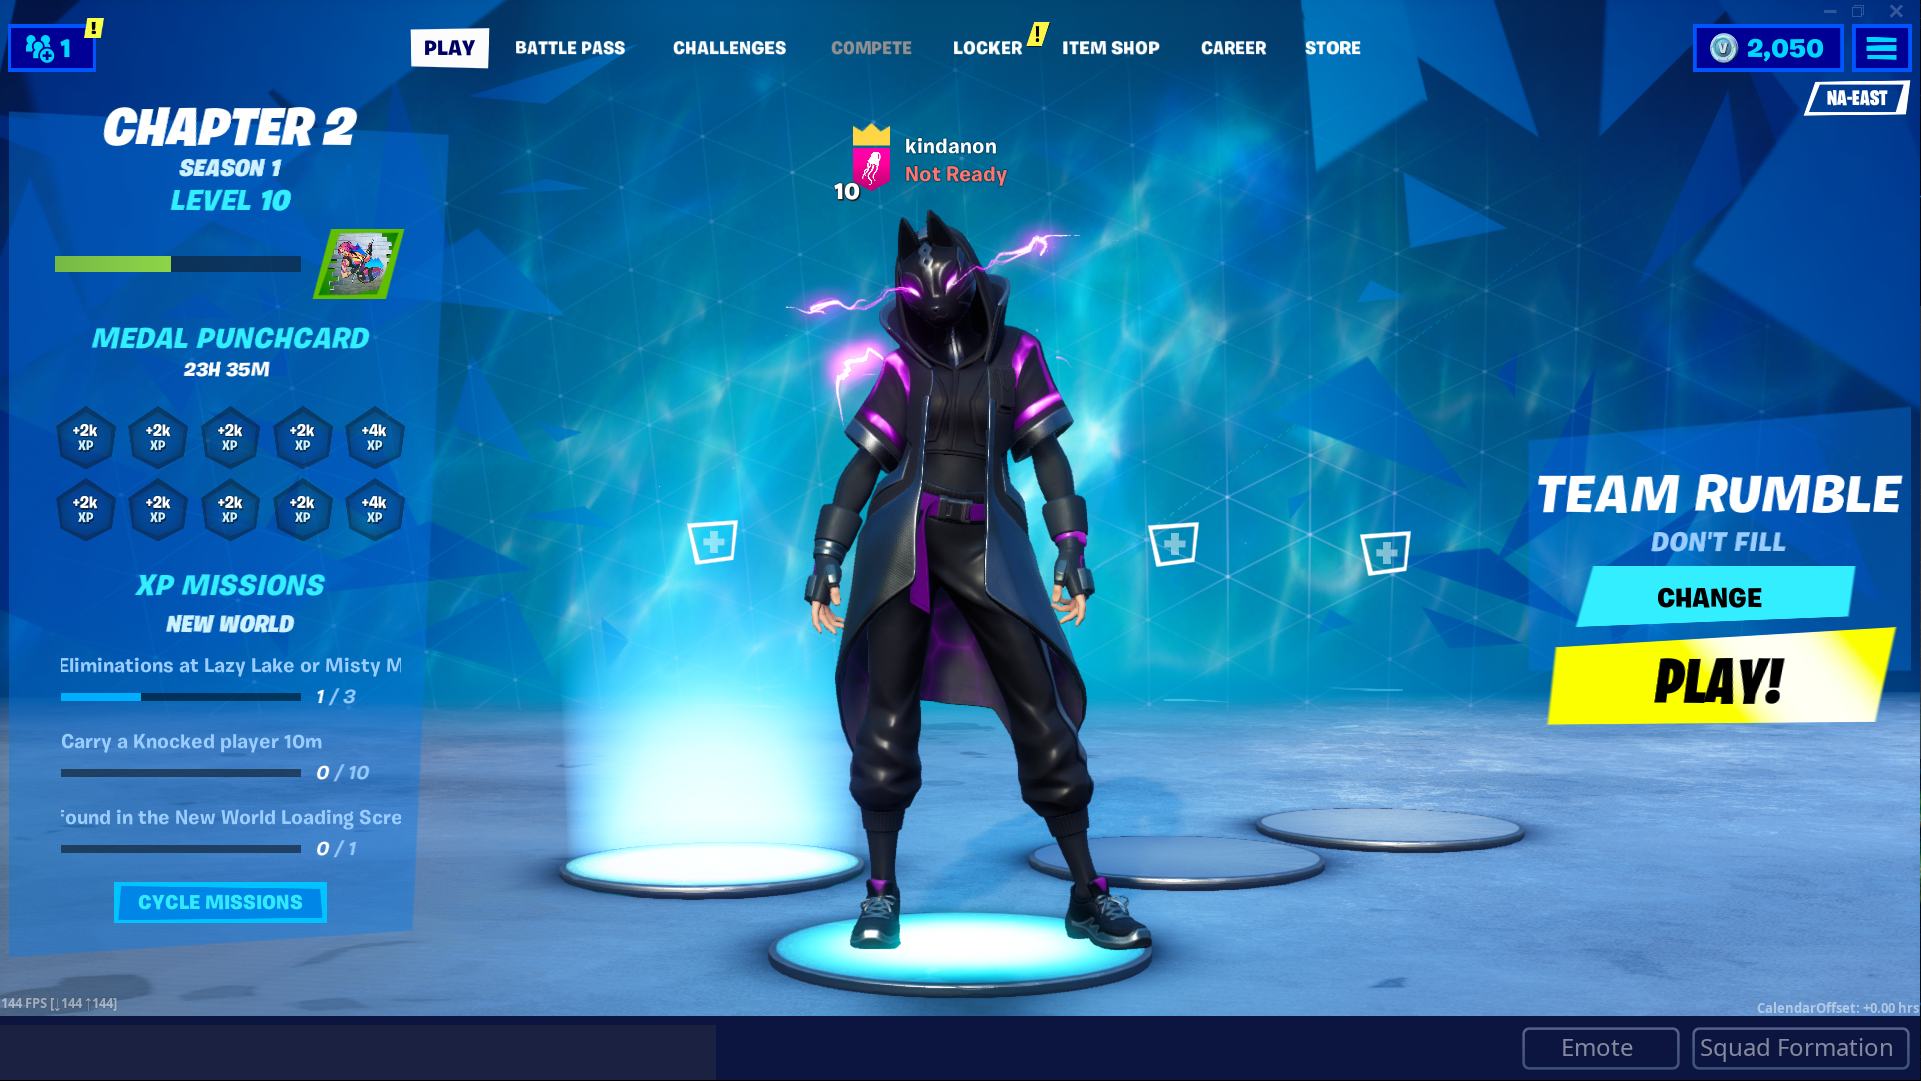 1
!
PLAY
BATTLE PASS
CHALLENGES
COMPETE
LOCKER
!
ITEM SHOP
CAREER
STORE
V
2,050
NA-EAST
CHAPTER 2
SEASON 1
LEVEL 10
MEDAL PUNCHCARD
23H 35M
+2k XP
+2k XP
+2k XP
+2k XP
+4k XP
+2k XP
+2k XP
+2k XP
+2k XP
+4k XP
XP MISSIONS
NEW WORLD
Eliminations at Lazy Lake or Misty M
1 / 3
Carry a Knocked player 10m
0 / 10
found in the New World Loading Scre
0 / 1
CYCLE MISSIONS
kindanon
Not Ready
10
TEAM RUMBLE
DON'T FILL
CHANGE
PLAY!
144 FPS [↓144 ↑144]
CalendarOffset: +0.00 hrs
Emote
Squad Formation